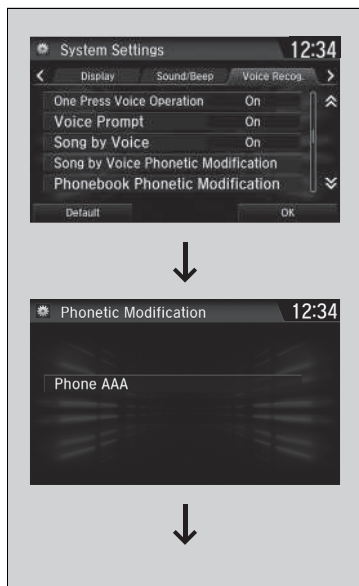 System Settings 12:34
Display Sound/Beep Voice Recog.
One Press Voice Operation On
Voice Prompt On
Song by Voice On
Song by Voice Phonetic Modification
Phonebook Phonetic Modification
Default OK
Phonetic Modification 12:34
Phone AAA